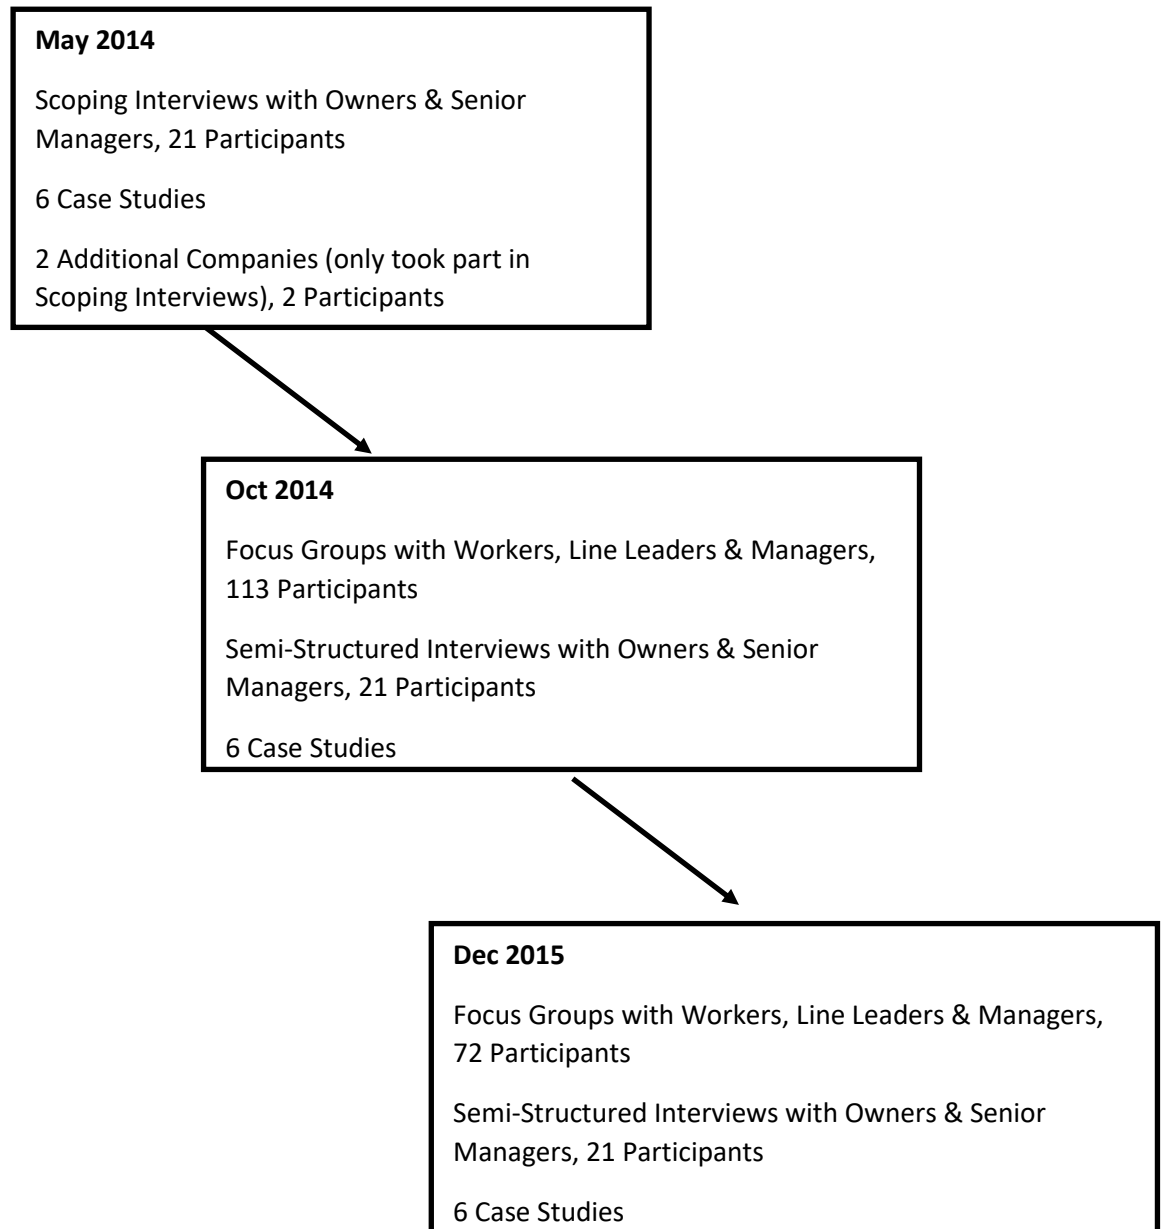 May 2014
Scoping Interviews with Owners & Senior
Managers, 21 Participants
6 Case Studies
2 Additional Companies (only took part in
Scoping Interviews), 2 Participants
Oct 2014
Focus Groups with Workers, Line Leaders & Managers,
113 Participants
Semi-Structured Interviews with Owners & Senior
Managers, 21 Participants
6 Case Studies
Dec 2015
Focus Groups with Workers, Line Leaders & Managers,
72 Participants
Semi-Structured Interviews with Owners & Senior
Managers, 21 Participants
6 Case Studies